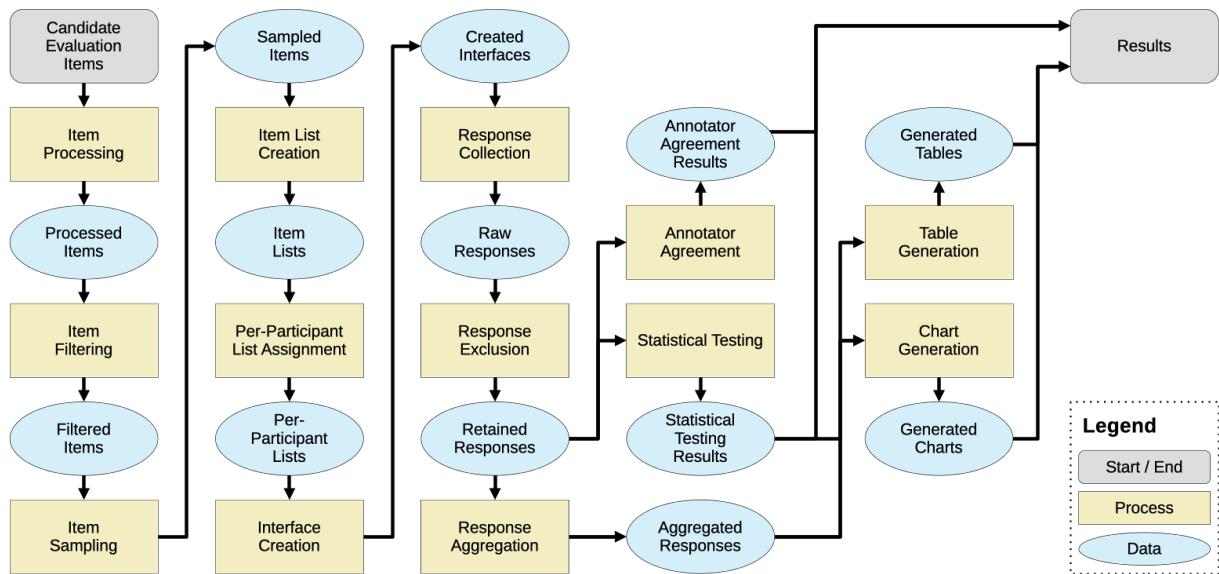 Candidate
Evaluation
Items
Item
Processing
Processed
Items
Item
Filtering
Filtered Items
Item
Sampling
Sampled
Items
Item List
Creation
Item
Lists
Per-Participant
List Assignment
Per-
Participant
Lists
Interface
Creation
Created
Interfaces
Response
Collection
Raw
Responses
Response
Exclusion
Retained
Responses
Response
Aggregation
Annotator
Agreement
Results
Annotator
Agreement
Statistical Testing
Statistical
Testing
Results
Aggregated
Responses
Generated
Tables
Table
Generation
Chart
Generation
Generated
Charts
Results
Legend
Start / End
Process
Data